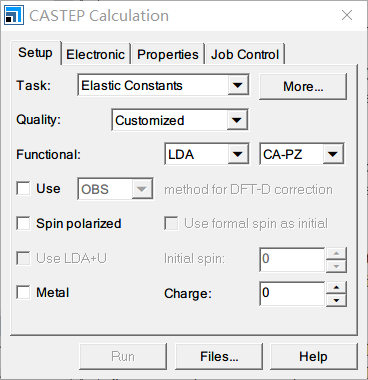 CASTEP Calculation
Setup Electronic Properties Job Control
Task: Elastic Constants More...
Quality: Customized
Functional: LDA CA-PZ
Use OBS method for DFT-D correction
Spin polarized Use formal spin as initial
Use LDA+U Initial spin: 0
Metal Charge: 0
Run Files... Help